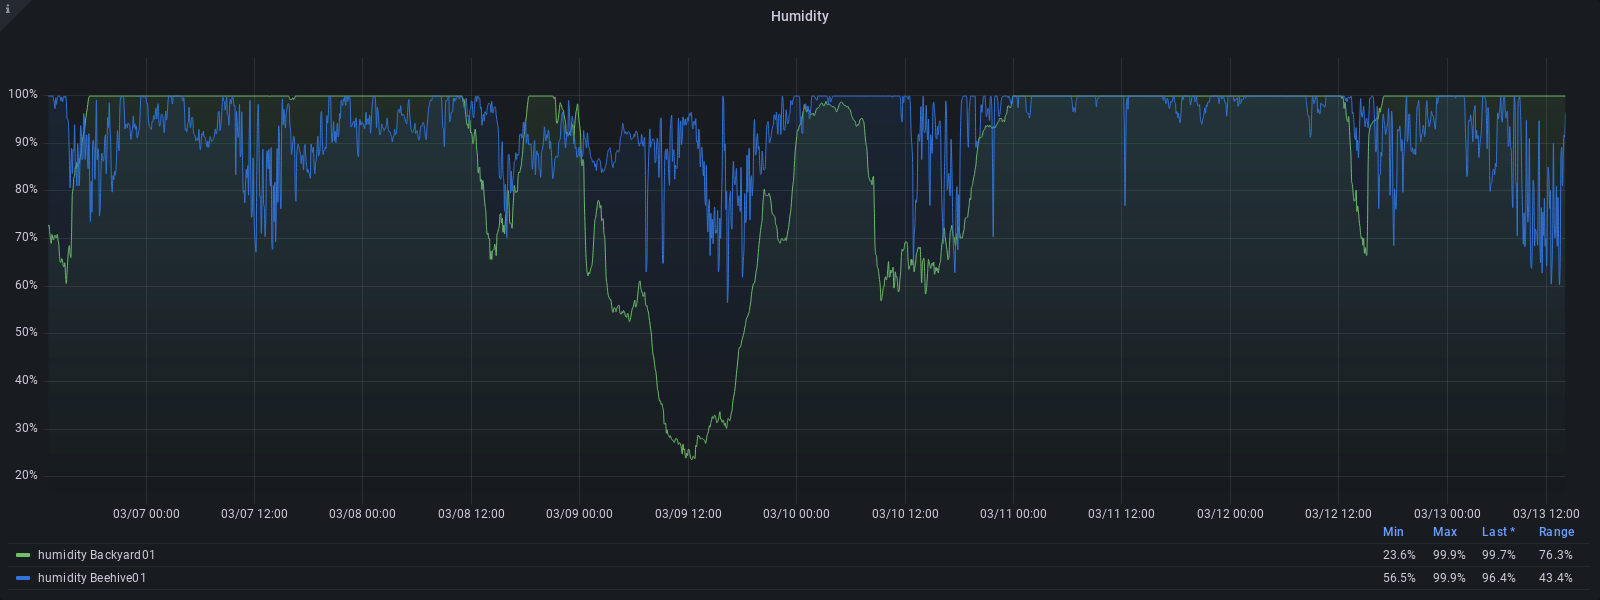 i
Humidity
100%
90%
80%
70%
60%
50%
40%
30%
20%
03/07 00:00 03/07 12:00 03/08 00:00 03/08 12:00 03/09 00:00 03/09 12:00 03/10 00:00 03/10 12:00 03/11 00:00 03/11 12:00 03/12 00:00 03/12 12:00 03/13 00:00 03/13 12:00
Min Max Last * Range
humidity Backyard01 23.6% 99.9% 99.7% 76.3%
humidity Beehive01 56.5% 99.9% 96.4% 43.4%